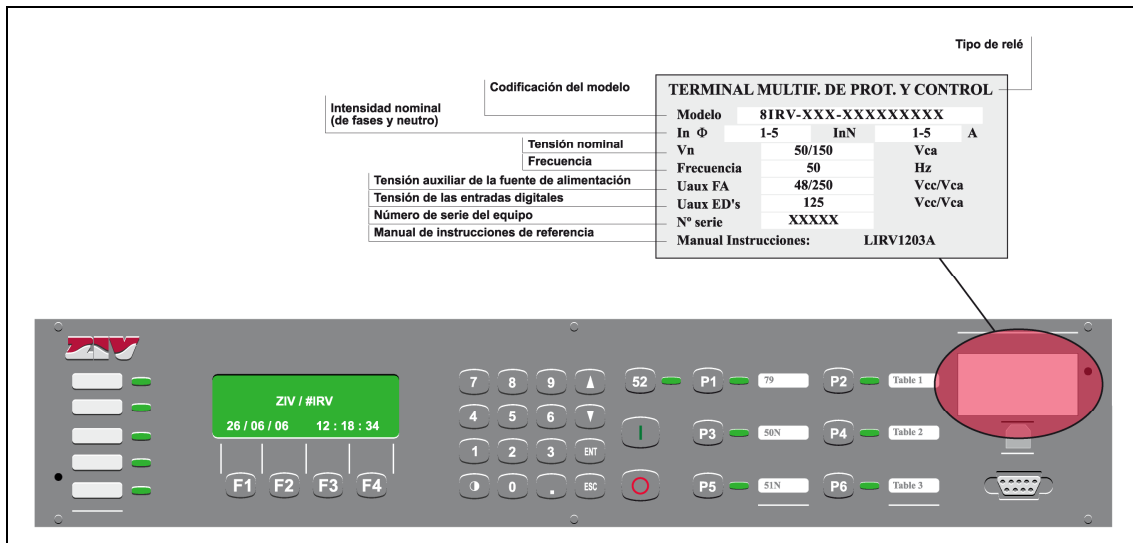 Tipo de relé
Codificación del modelo
Intensidad nominal
(de fases y neutro)
Tensión nominal
Frecuencia
Tensión auxiliar de la fuente de alimentación
Tensión de las entradas digitales
Número de serie del equipo
Manual de instrucciones de referencia
TERMINAL MULTIF. DE PROT. Y CONTROL
Modelo 8IRV-XXX-XXXXXXXXX
In Φ 1-5 InN 1-5 A
Vn 50/150 Vca
Frecuencia 50 Hz
Uaux FA 48/250 Vcc/Vca
Uaux ED's 125 Vcc/Vca
Nº serie XXXXX
Manual Instrucciones: LIRV1203A
ZIV
ZIV / #IRV
26 / 06 / 06 12 : 18 : 34
F1 F2 F3 F4
7 8 9
4 5 6
1 2 3 ENT
0 . ESC
52 P1 79 P2 Table 1
P3 50N P4 Table 2
P5 51N P6 Table 3